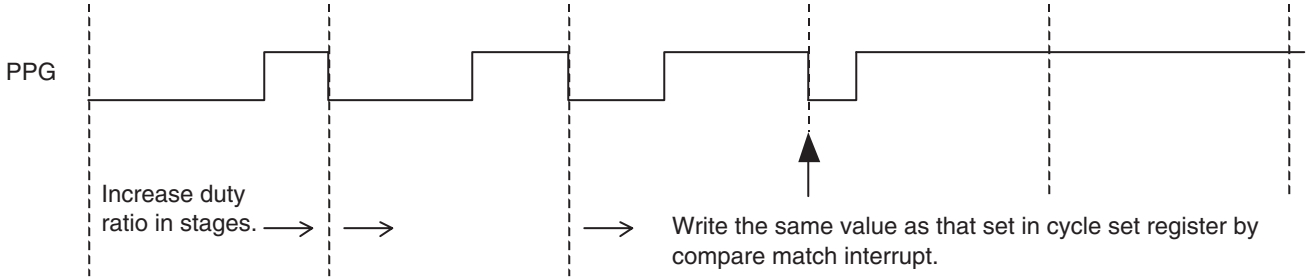 PPG
Increase duty
ratio in stages.
Write the same value as that set in cycle set register by
compare match interrupt.